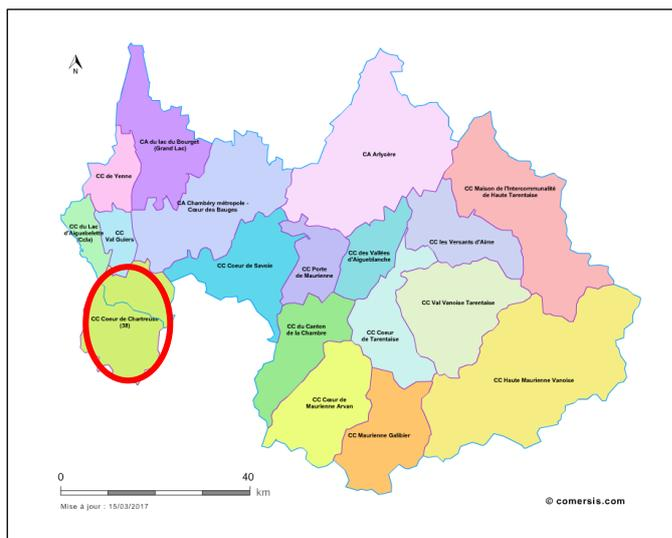 N
CA du lac du Bourget
(Grand Lac)
CA Arlysère
CC de Yenne
CC Maison de l'Intercommunalité
de Haute Tarentaise
CA Chambéry métropole -
Cœur des Bauges
CC du Lac
d'Aiguebelette
(Ccla)
CC
Val Guiers
CC les Versants d'Aime
CC des Vallées
d'Aigueblanche
CC Coeur de Savoie
CC Porte
de Maurienne
CC Val Vanoise Tarentaise
CC Coeur de Chartreuse
(38)
CC du Canton
de la Chambre
CC Coeur
de Tarentaise
CC Haute Maurienne Vanoise
CC Cœur de
Maurienne Arvan
CC Maurienne Galibier
0 40
km
Mise à jour : 15/03/2017
© comersis.com